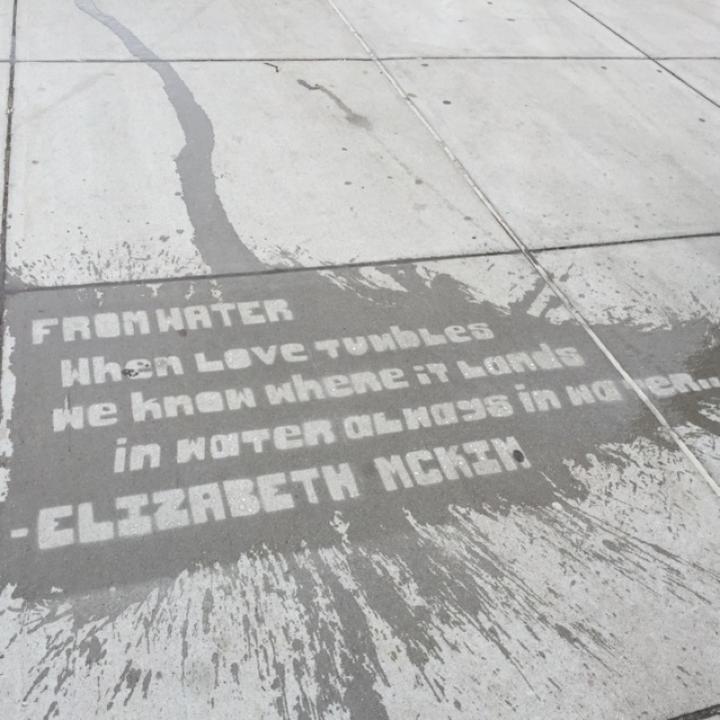 FROM WATER
When Love tumbles
we know where it Lands
in water always in water...
-ELIZABETH MCKIM